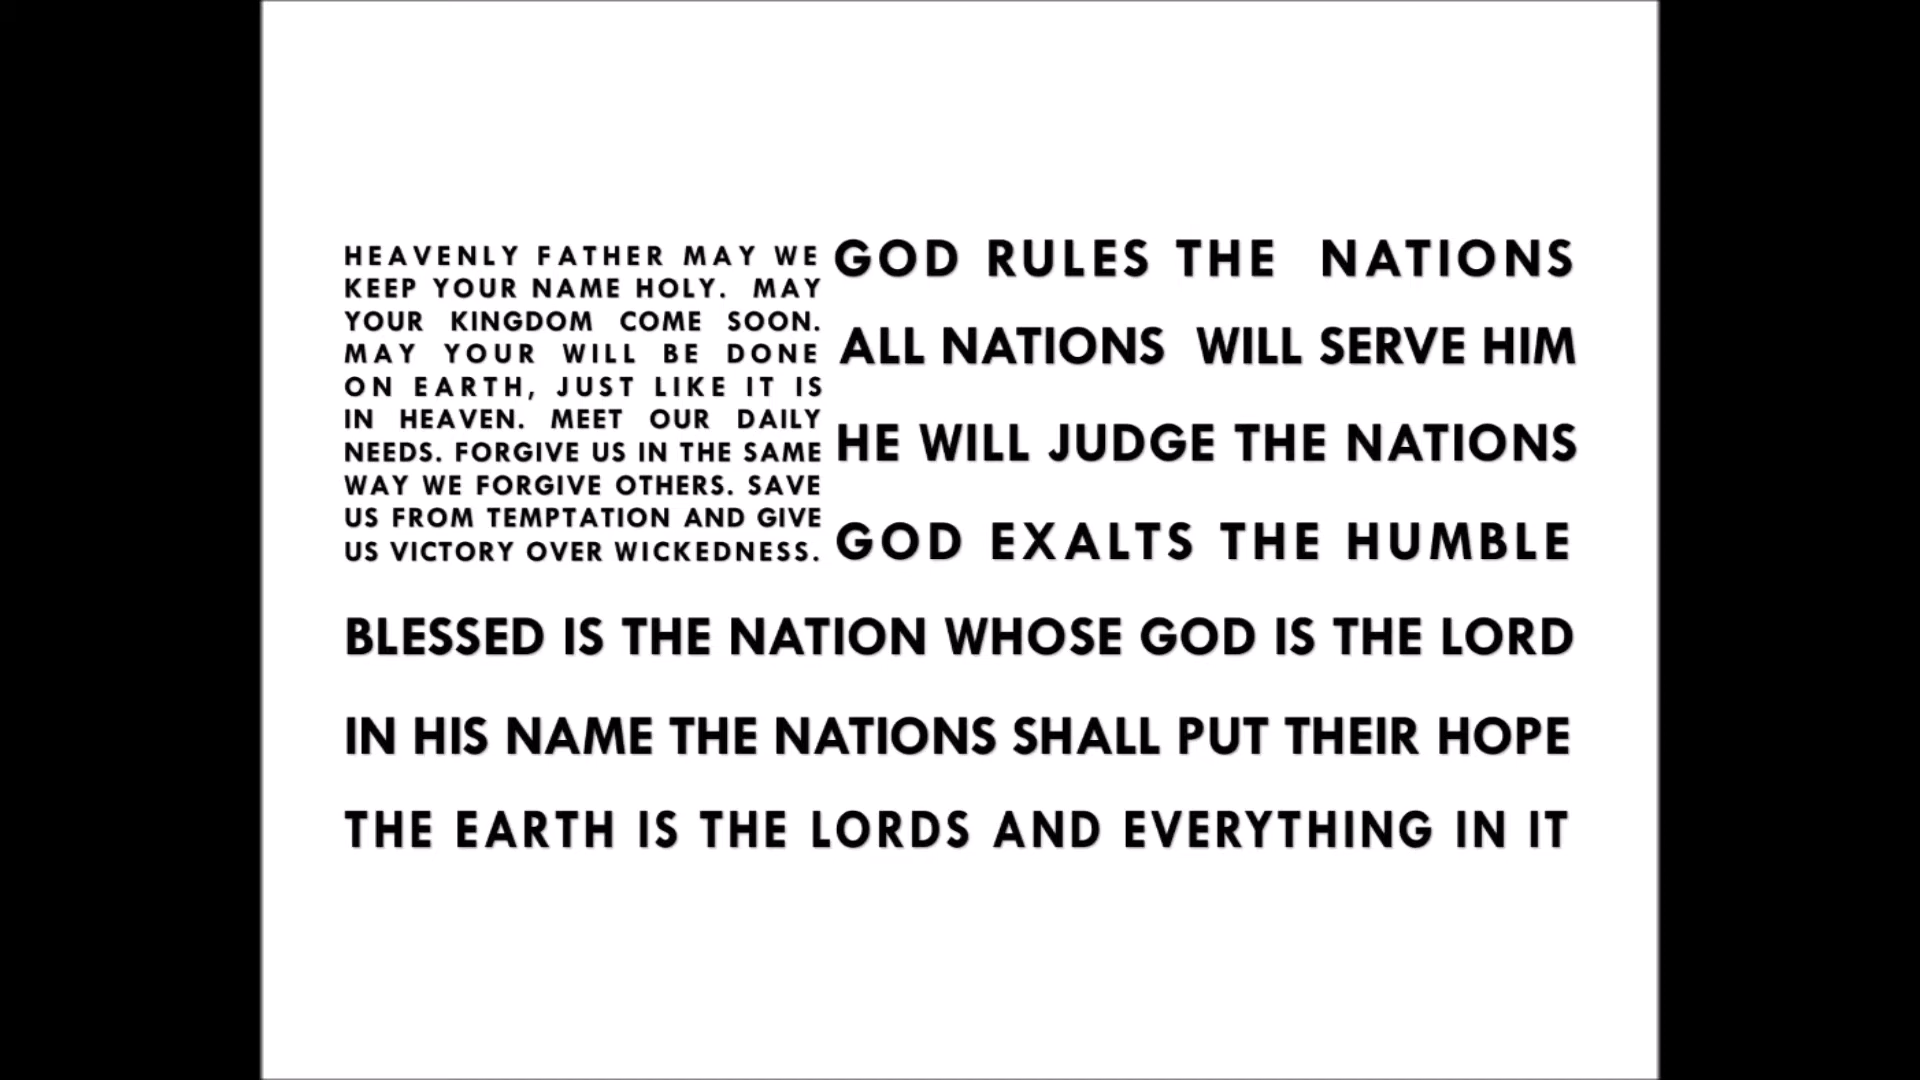 HEAVENLY FATHER MAY WE
KEEP YOUR NAME HOLY. MAY
YOUR KINGDOM COME SOON.
MAY YOUR WILL BE DONE
ON EARTH, JUST LIKE IT IS
IN HEAVEN. MEET OUR DAILY
NEEDS. FORGIVE US IN THE SAME
WAY WE FORGIVE OTHERS. SAVE
US FROM TEMPTATION AND GIVE
US VICTORY OVER WICKEDNESS.
GOD RULES THE NATIONS
ALL NATIONS WILL SERVE HIM
HE WILL JUDGE THE NATIONS
GOD EXALTS THE HUMBLE
BLESSED IS THE NATION WHOSE GOD IS THE LORD
IN HIS NAME THE NATIONS SHALL PUT THEIR HOPE
THE EARTH IS THE LORDS AND EVERYTHING IN IT